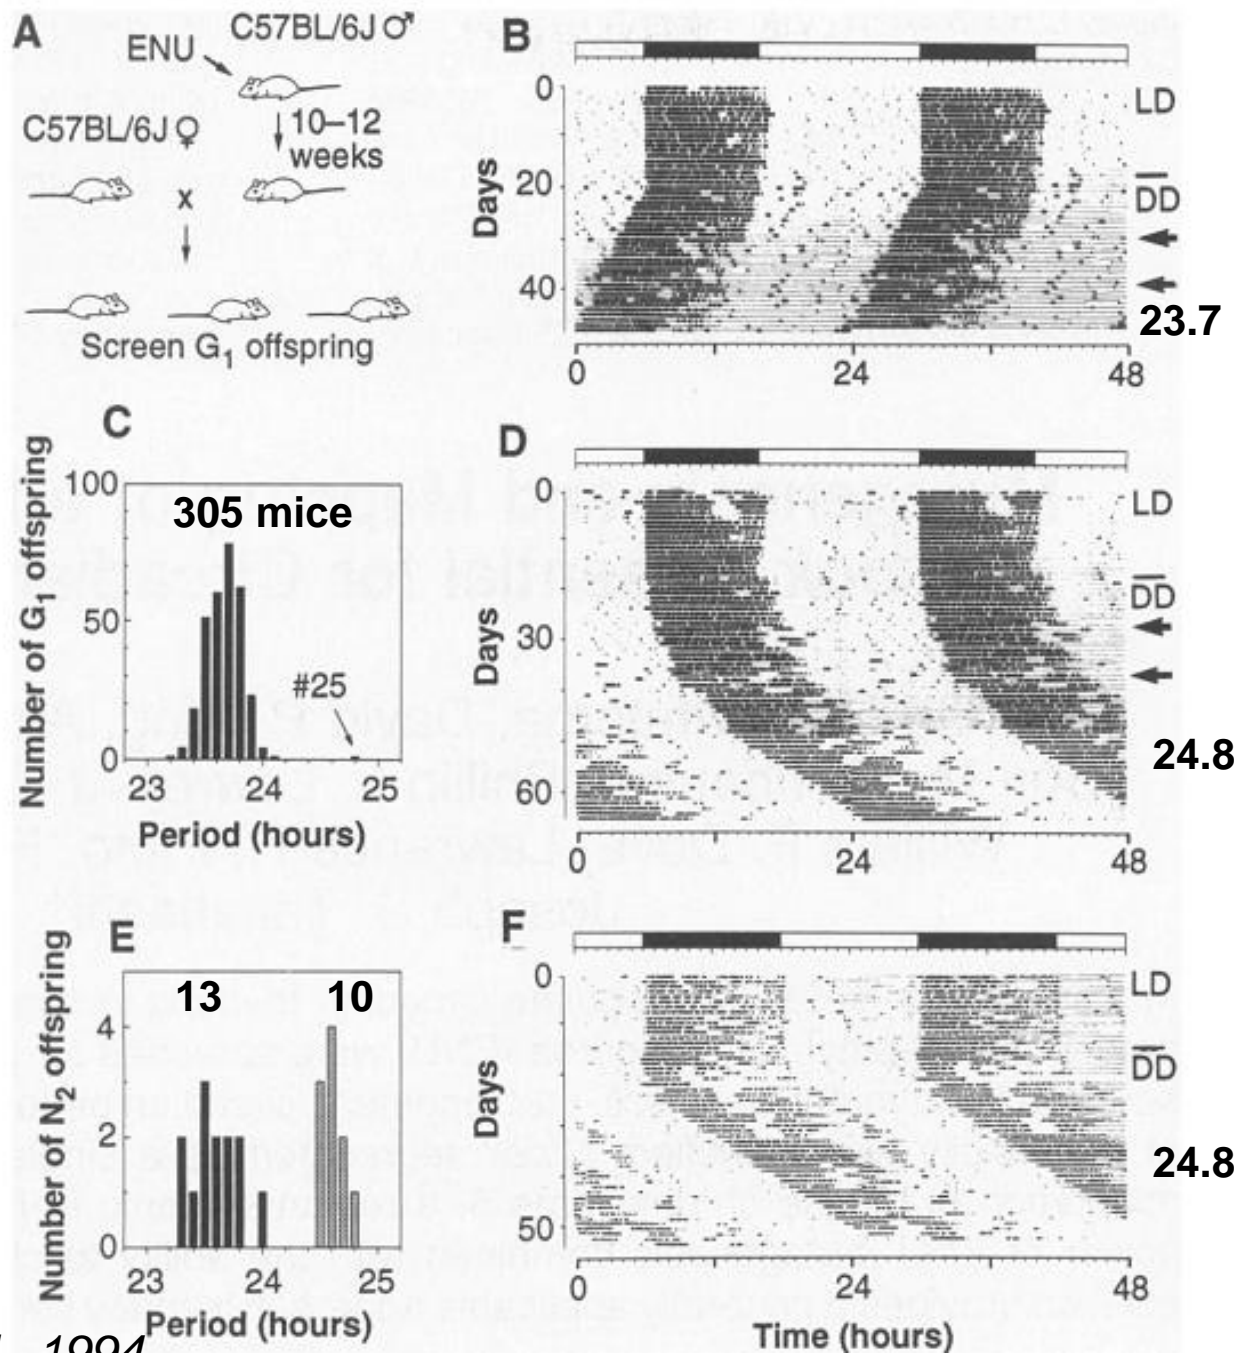 A
ENU
C57BL/6J ♂
C57BL/6J ♀
10–12
weeks
x
Screen G1 offspring
B
0
20
40
Days
LD
DD
23.7
0 24 48
C
Number of G1 offspring
100
50
0
305 mice
#25
23 24 25
Period (hours)
D
0
30
60
Days
LD
DD
24.8
0 24 48
E
Number of N2 offspring
4
2
0
13 10
23 24 25
Period (hours)
F
0
50
Days
LD
DD
24.8
0 24 48
Time (hours)
1994